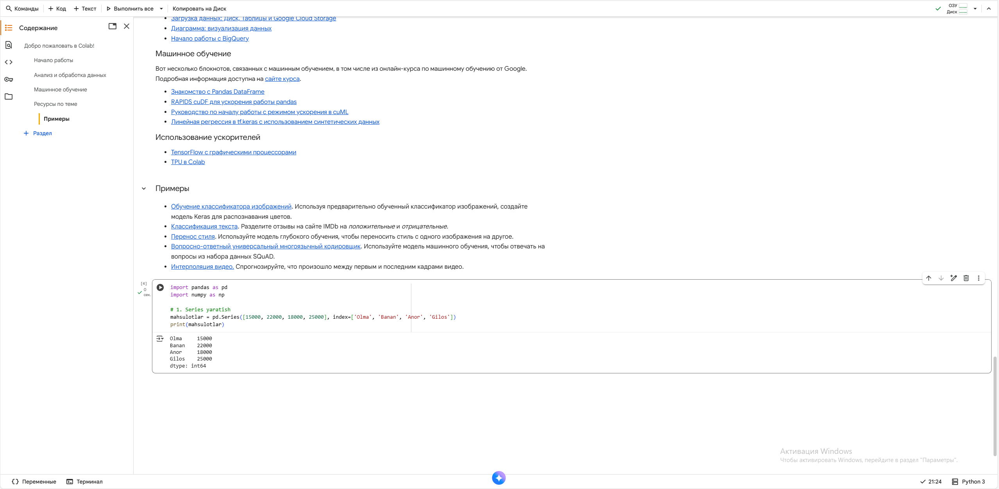 Команды
+ Код
+ Текст
Выполнить все
Копировать на Диск
ОЗУ
Диск
Содержание
Добро пожаловать в Colab!
Начало работы
Анализ и обработка данных
Машинное обучение
Ресурсы по теме
Примеры
+ Раздел
Загрузка данных: Диск, Таблицы и Google Cloud Storage
Диаграмма: визуализация данных
Начало работы с BigQuery
Машинное обучение
Вот несколько блокнотов, связанных с машинным обучением, в том числе из онлайн-курса по машинному обучению от Google.
Подробная информация доступна на сайте курса.
Знакомство с Pandas DataFrame
RAPIDS cuDF для ускорения работы pandas
Руководство по началу работы с режимом ускорения в cuML
Линейная регрессия в tf.keras с использованием синтетических данных
Использование ускорителей
TensorFlow с графическими процессорами
TPU в Colab
Примеры
Обучение классификатора изображений. Используя предварительно обученный классификатор изображений, создайте
модель Keras для распознавания цветов.
Классификация текста. Разделите отзывы на сайте IMDb на положительные и отрицательные.
Перенос стиля. Используйте модель глубокого обучения, чтобы переносить стиль с одного изображения на другое.
Вопросно-ответный универсальный многоязычный кодировщик. Используйте модель машинного обучения, чтобы отвечать на
вопросы из набора данных SQuAD.
Интерполяция видео. Спрогнозируйте, что произошло между первым и последним кадрами видео.
[4]
0
сек.
import pandas as pd
import numpy as np
# 1. Series yaratish
mahsulotlar = pd.Series([15000, 22000, 18000, 25000], index=['Olma', 'Banan', 'Anor', 'Gilos'])
print(mahsulotlar)
Olma     15000
Banan    22000
Anor     18000
Gilos    25000
dtype: int64
Активация Windows
Чтобы активировать Windows, перейдите в раздел "Параметры".
{} Переменные
Терминал
21:24
Python 3